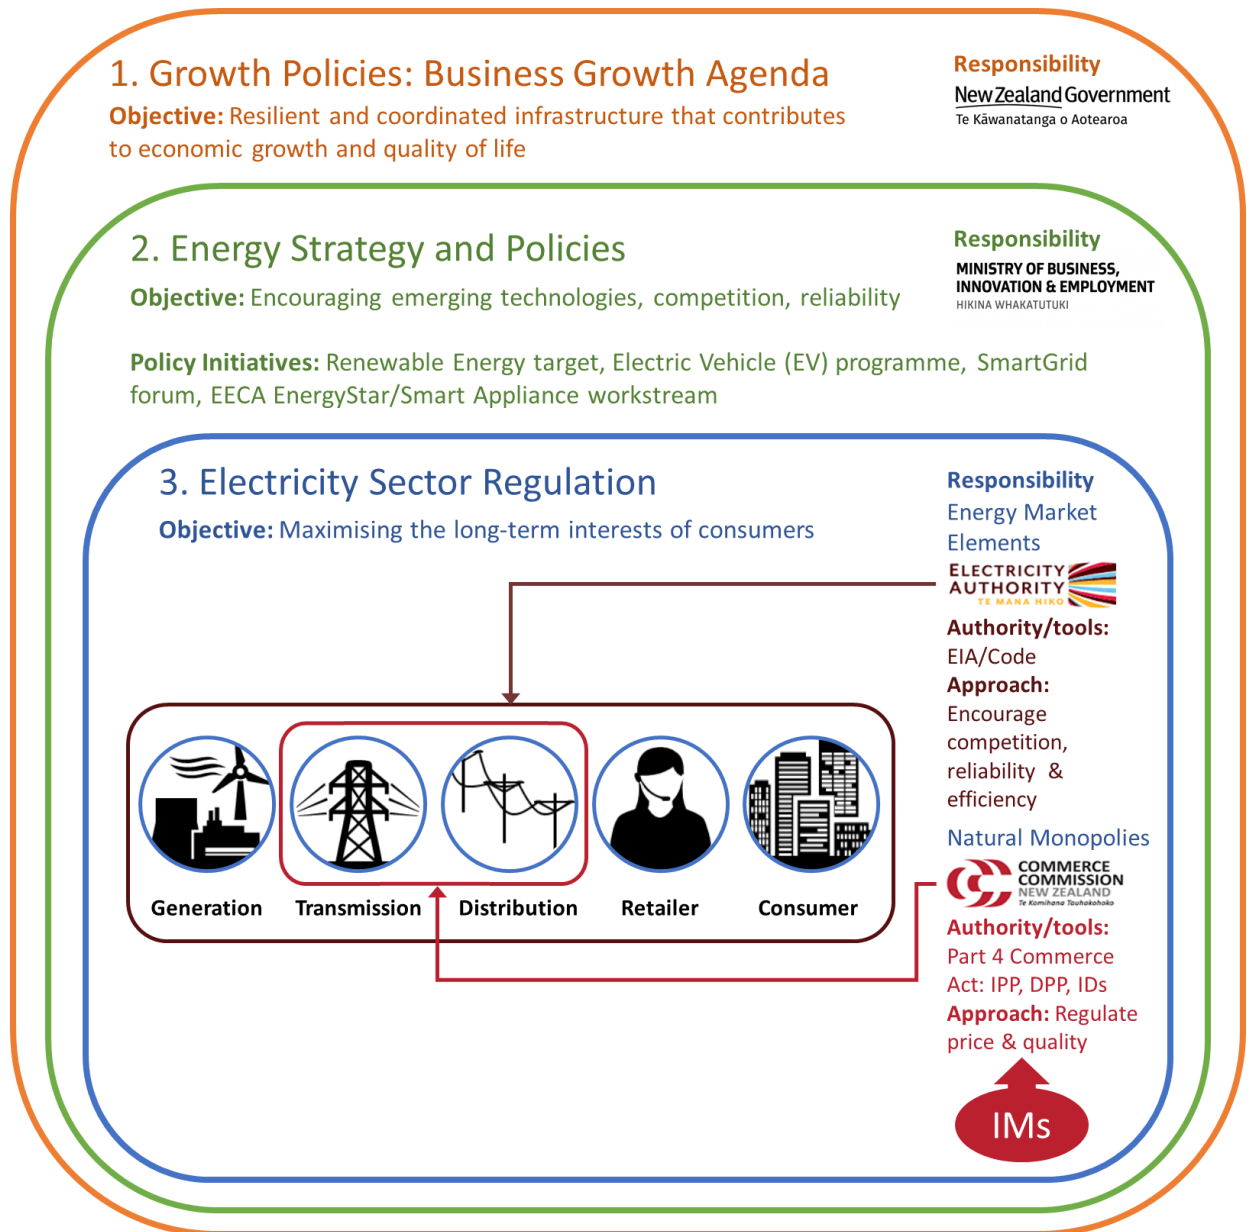 1. Growth Policies: Business Growth Agenda
Objective: Resilient and coordinated infrastructure that contributes
to economic growth and quality of life
Responsibility
New Zealand Government
Te Kāwanatanga o Aotearoa
2. Energy Strategy and Policies
Objective: Encouraging emerging technologies, competition, reliability
Responsibility
MINISTRY OF BUSINESS,
INNOVATION & EMPLOYMENT
HIKINA WHAKATUTUKI
Policy Initiatives: Renewable Energy target, Electric Vehicle (EV) programme, SmartGrid
forum, EECA EnergyStar/Smart Appliance workstream
3. Electricity Sector Regulation
Objective: Maximising the long-term interests of consumers
Responsibility
Energy Market
Elements
ELECTRICITY
AUTHORITY
TE MANA HIKO
Authority/tools:
EIA/Code
Approach:
Encourage
competition,
reliability &
efficiency
Generation
Transmission
Distribution
Retailer
Consumer
Natural Monopolies
COMMERCE
COMMISSION
NEW ZEALAND
Te Komihana Tauhokohoko
Authority/tools:
Part 4 Commerce
Act: IPP, DPP, IDs
Approach: Regulate
price & quality
IMs